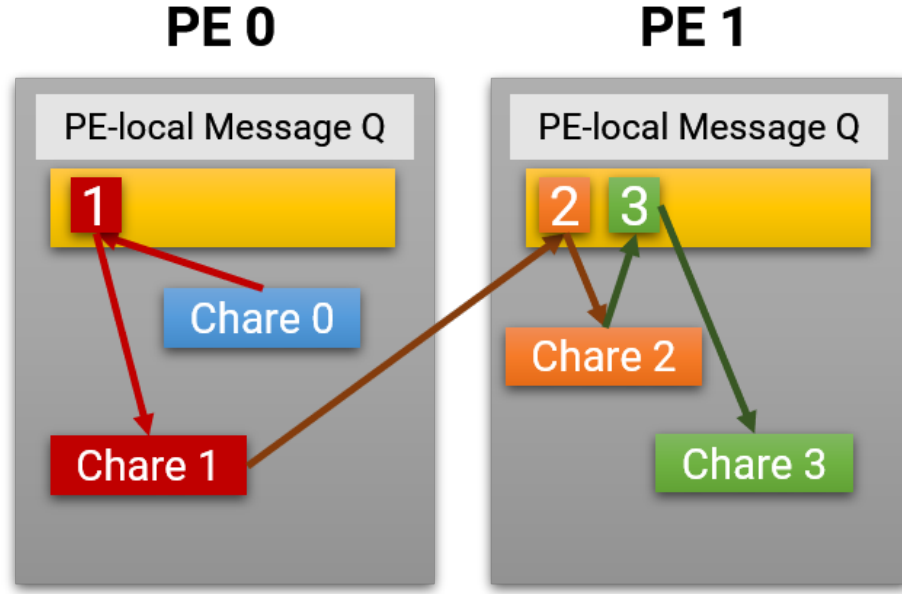 PE 0
PE 1
PE-local Message Q
PE-local Message Q
1
2
3
Chare 0
Chare 2
Chare 1
Chare 3